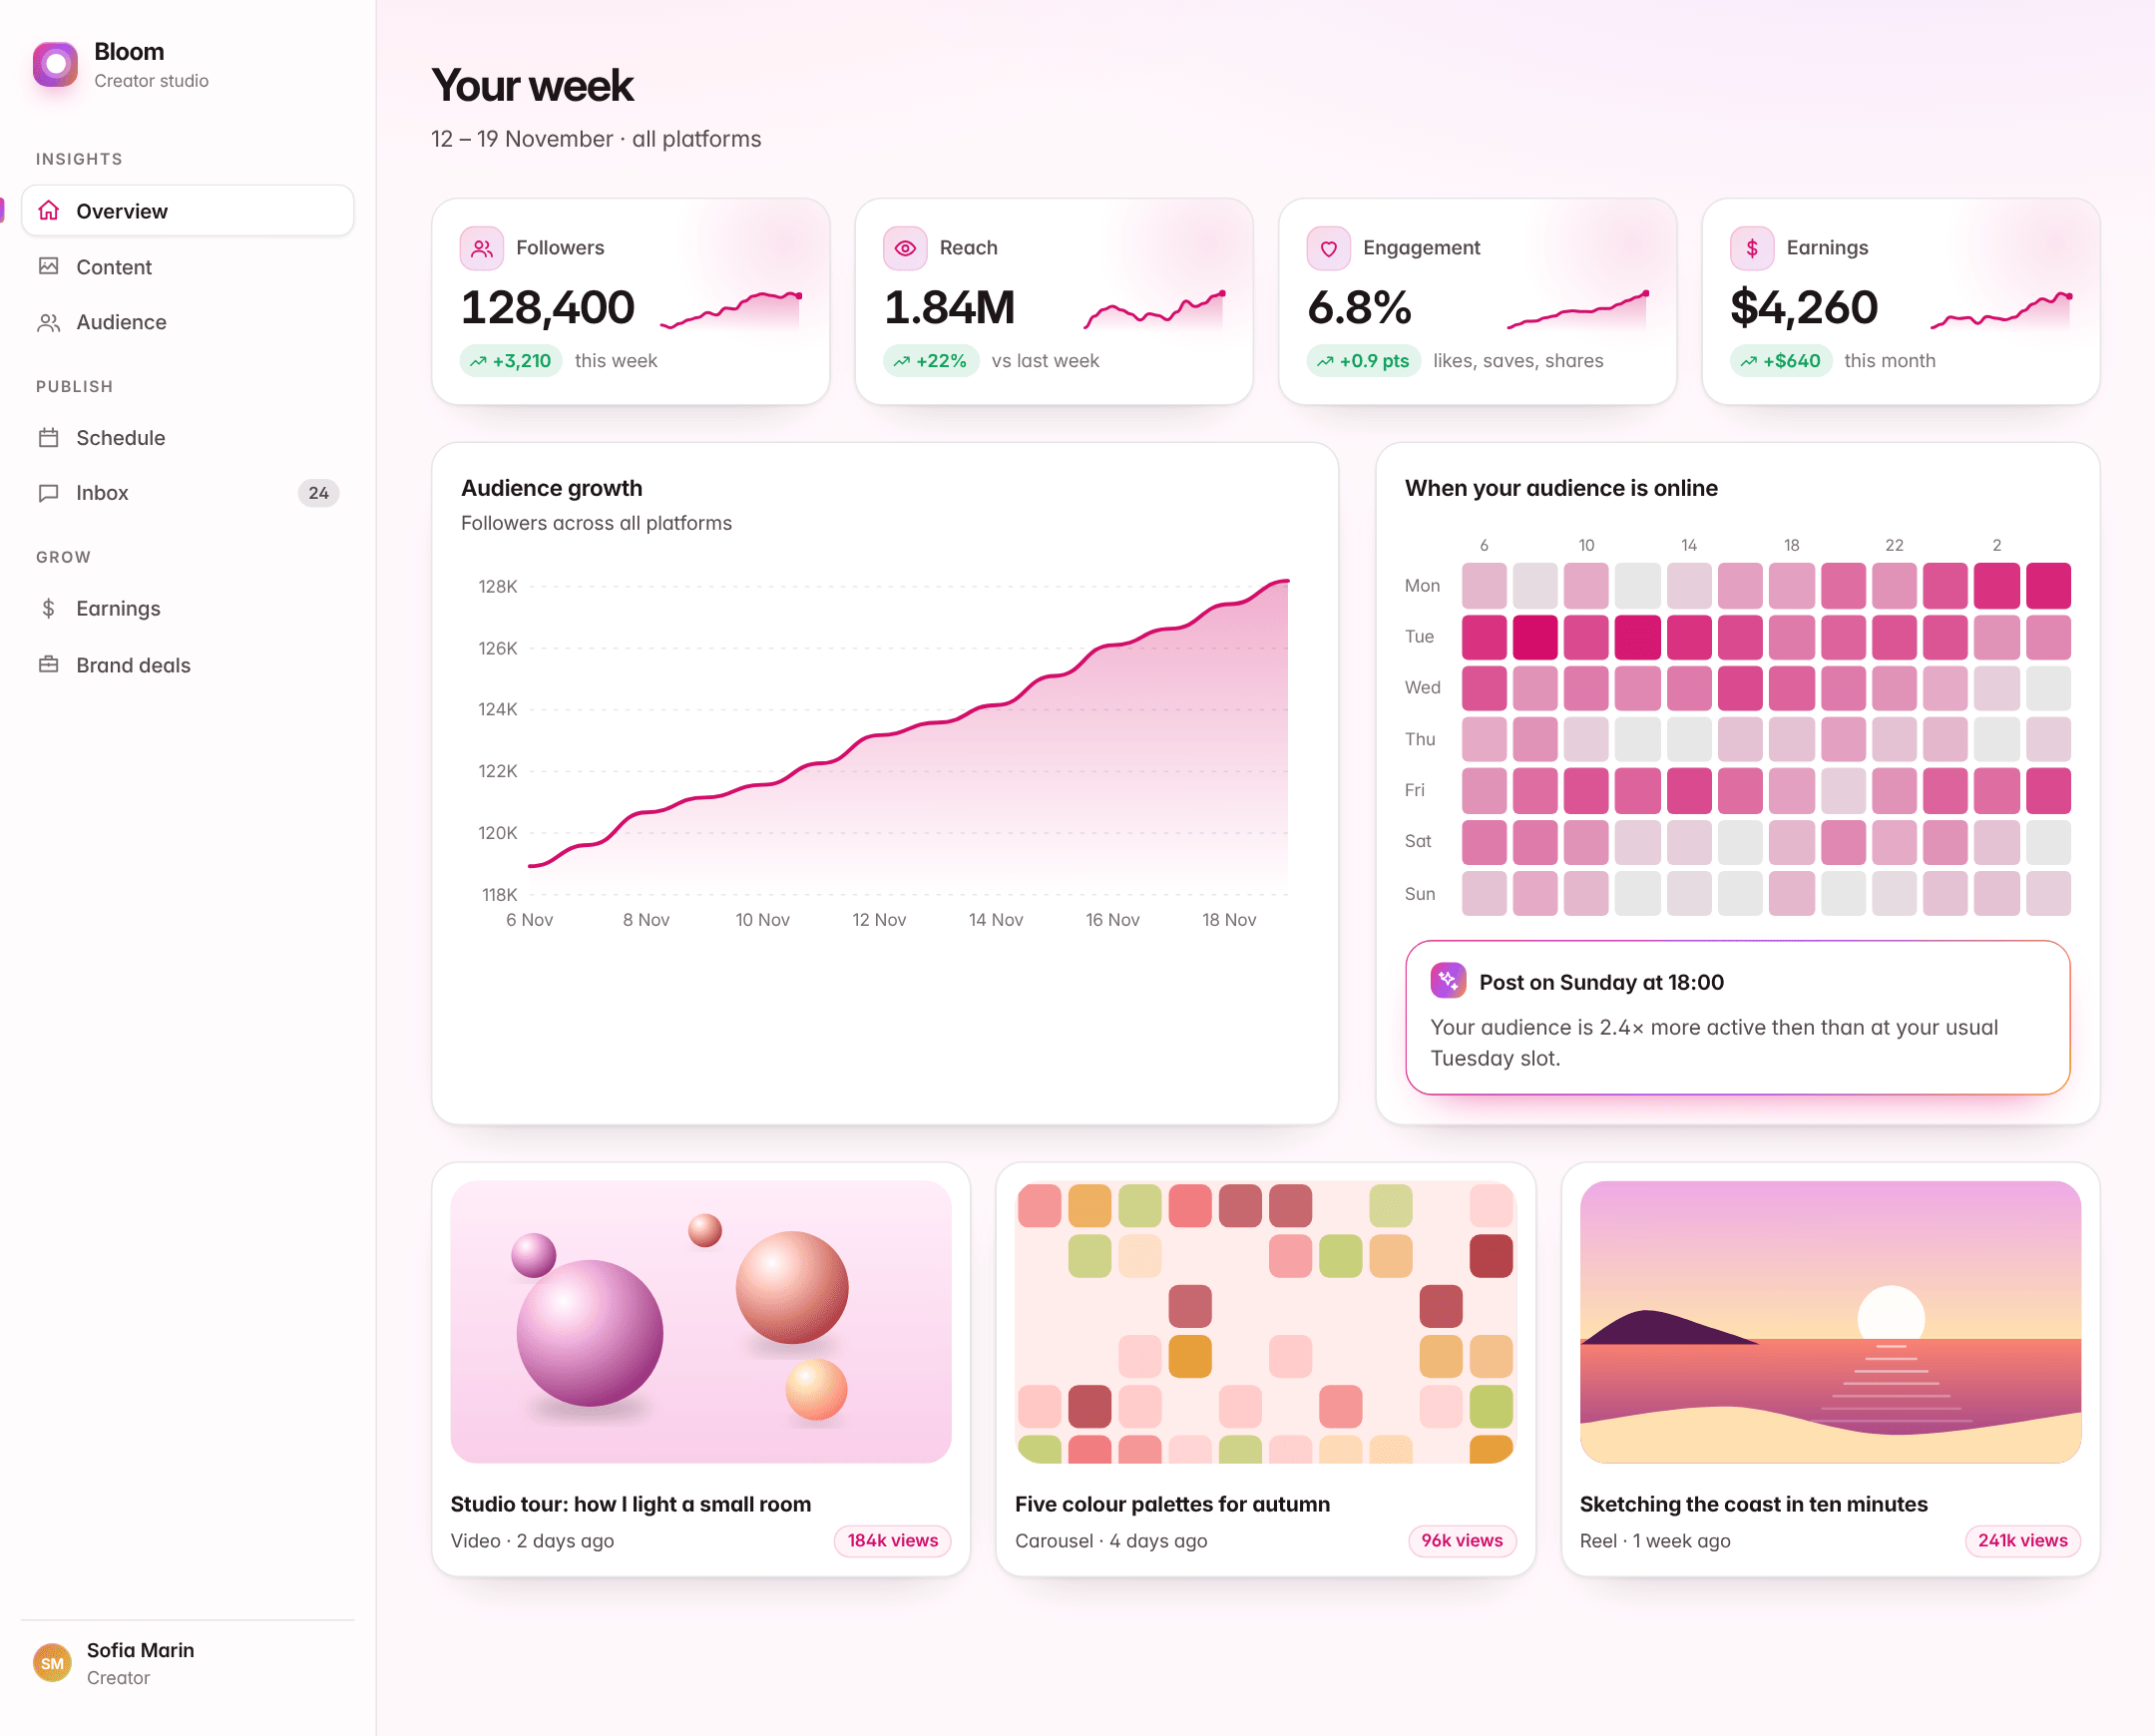 Bloom
Creator studio
INSIGHTS
Overview
Content
Audience
PUBLISH
Schedule
Inbox
24
GROW
Earnings
Brand deals
SM
Sofia Marin
Creator
Your week
12 – 19 November · all platforms
Followers
128,400
+3,210 this week
Reach
1.84M
+22% vs last week
Engagement
6.8%
+0.9 pts likes, saves, shares
Earnings
$4,260
+$640 this month
Audience growth
Followers across all platforms
128K
126K
124K
122K
120K
118K
6 Nov 8 Nov 10 Nov 12 Nov 14 Nov 16 Nov 18 Nov
When your audience is online
6 10 14 18 22 2
Mon
Tue
Wed
Thu
Fri
Sat
Sun
Post on Sunday at 18:00
Your audience is 2.4× more active then than at your usual
Tuesday slot.
Studio tour: how I light a small room
Video · 2 days ago
184k views
Five colour palettes for autumn
Carousel · 4 days ago
96k views
Sketching the coast in ten minutes
Reel · 1 week ago
241k views